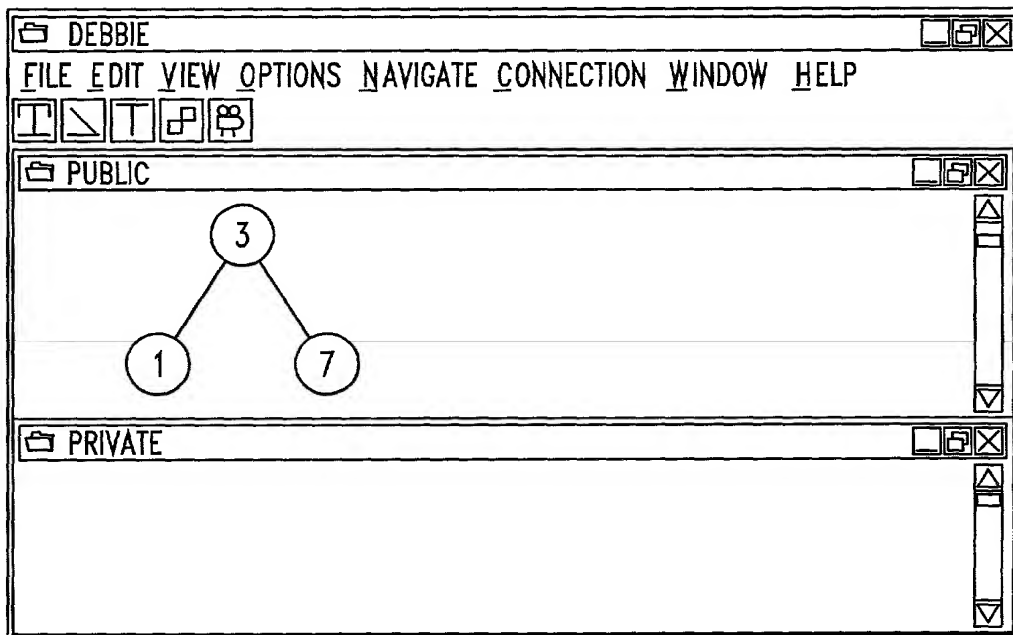 DEBBIE
FILE EDIT VIEW OPTIONS NAVIGATE CONNECTION WINDOW HELP
PUBLIC
3
1 7
PRIVATE